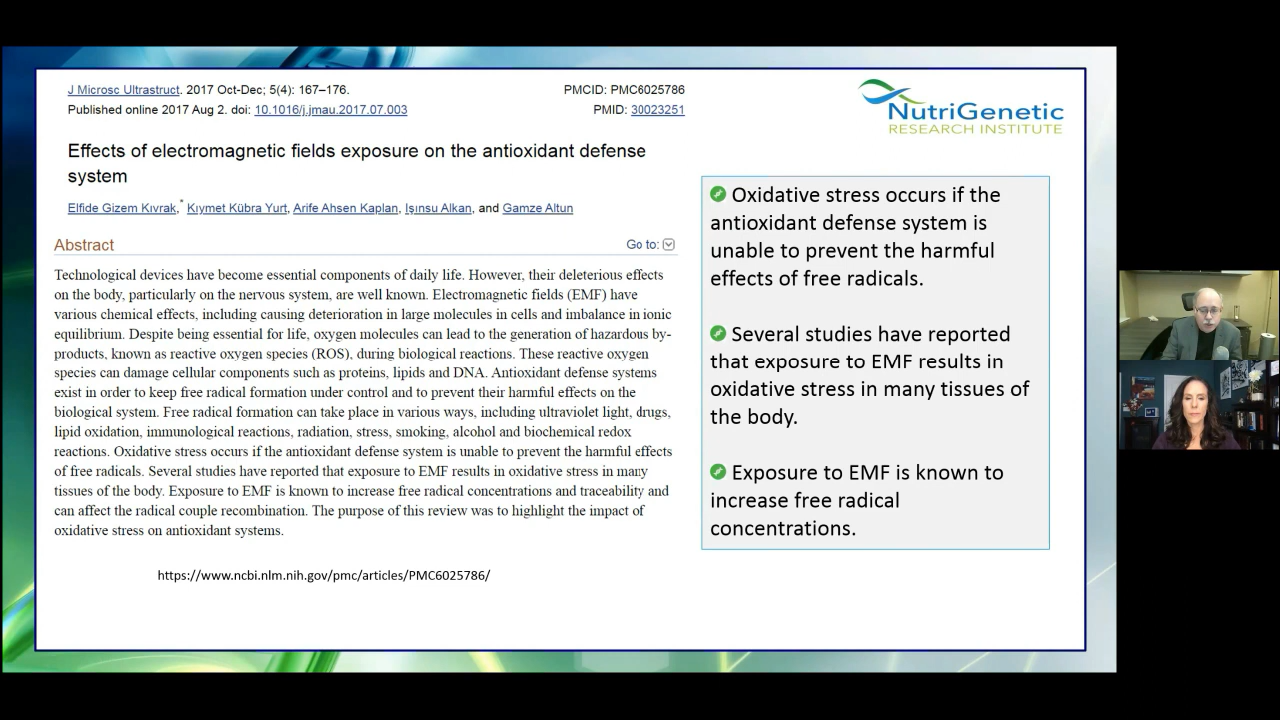 J Microsc Ultrastruct. 2017 Oct-Dec; 5(4): 167–176.
PMCID: PMC6025786
Published online 2017 Aug 2. doi: 10.1016/j.jmau.2017.07.003
PMID: 30023251
Effects of electromagnetic fields exposure on the antioxidant defense
system
Elfide Gizem Kıvrak,* Kıymet Kübra Yurt, Arife Ahsen Kaplan, Işınsu Alkan, and Gamze Altun
Abstract
Go to:
Technological devices have become essential components of daily life. However, their deleterious effects
on the body, particularly on the nervous system, are well known. Electromagnetic fields (EMF) have
various chemical effects, including causing deterioration in large molecules in cells and imbalance in ionic
equilibrium. Despite being essential for life, oxygen molecules can lead to the generation of hazardous by-
products, known as reactive oxygen species (ROS), during biological reactions. These reactive oxygen
species can damage cellular components such as proteins, lipids and DNA. Antioxidant defense systems
exist in order to keep free radical formation under control and to prevent their harmful effects on the
biological system. Free radical formation can take place in various ways, including ultraviolet light, drugs,
lipid oxidation, immunological reactions, radiation, stress, smoking, alcohol and biochemical redox
reactions. Oxidative stress occurs if the antioxidant defense system is unable to prevent the harmful effects
of free radicals. Several studies have reported that exposure to EMF results in oxidative stress in many
tissues of the body. Exposure to EMF is known to increase free radical concentrations and traceability and
can affect the radical couple recombination. The purpose of this review was to highlight the impact of
oxidative stress on antioxidant systems.
https://www.ncbi.nlm.nih.gov/pmc/articles/PMC6025786/
NutriGenetic
RESEARCH INSTITUTE
Oxidative stress occurs if the
antioxidant defense system is
unable to prevent the harmful
effects of free radicals.
Several studies have reported
that exposure to EMF results in
oxidative stress in many tissues of
the body.
Exposure to EMF is known to
increase free radical
concentrations.